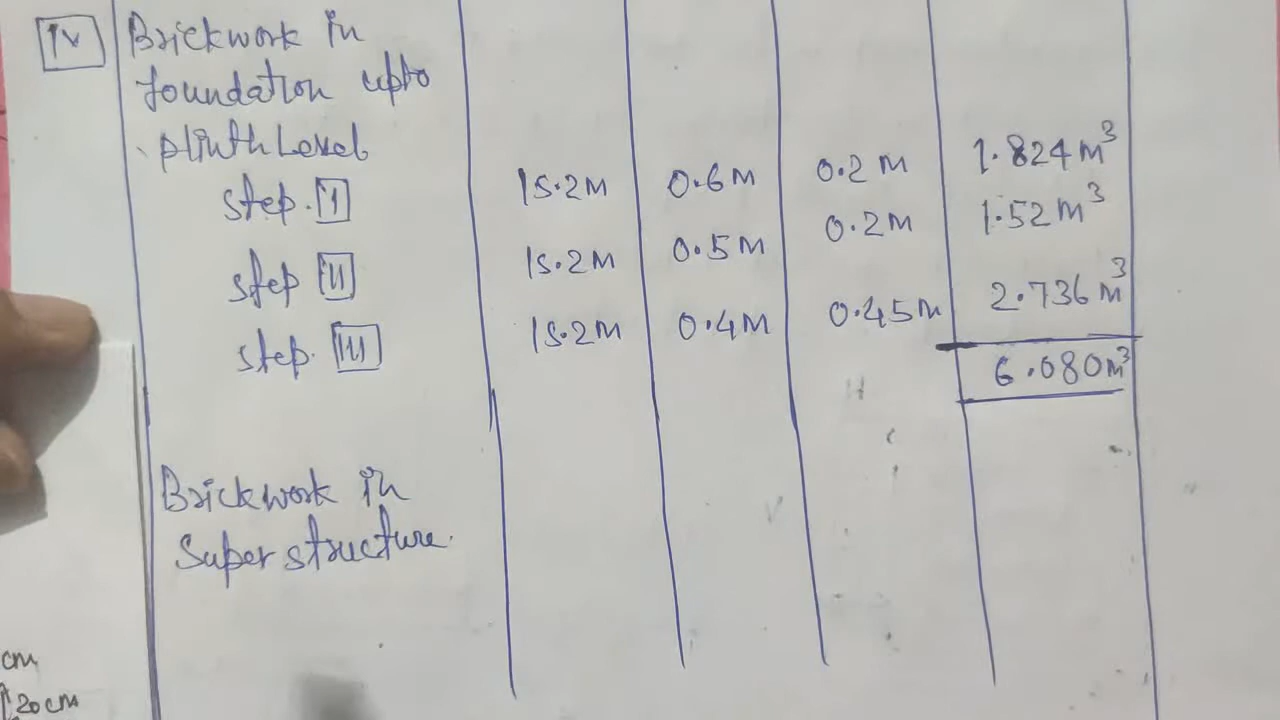 IV Brickwork in
foundation upto
plinth Level
step. I 15.2M 0.6M 0.2M 1.824M³
step II 15.2M 0.5M 0.2M 1.52M³
step. III 15.2M 0.4M 0.45M 2.736M³
6.080M³
Brickwork in
Superstructure.
cm
20cm